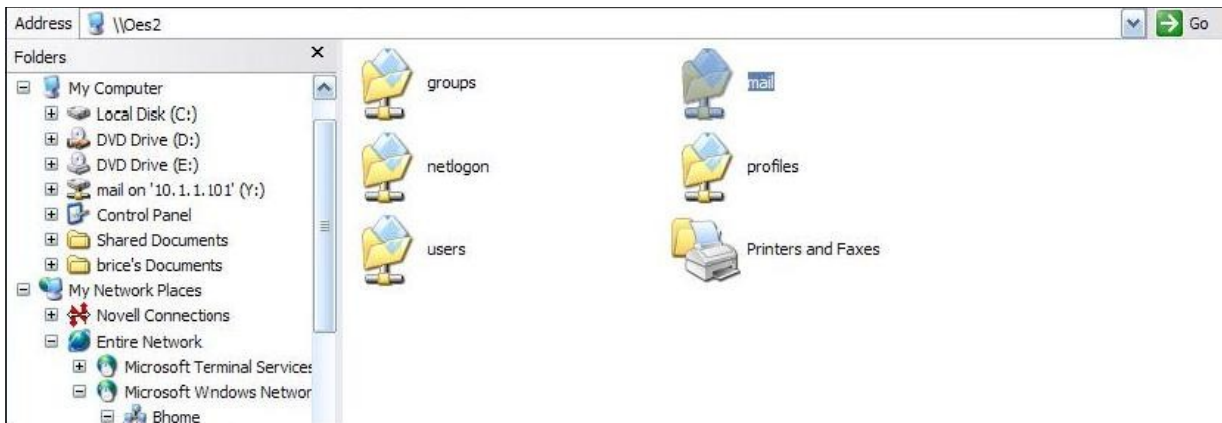 Address \\Oes2 Go
Folders
My Computer
Local Disk (C:)
DVD Drive (D:)
DVD Drive (E:)
mail on '10.1.1.101' (Y:)
Control Panel
Shared Documents
brice's Documents
My Network Places
Novell Connections
Entire Network
Microsoft Terminal Services
Microsoft Wndows Networ
Bhome
groups
mail
netlogon
profiles
users
Printers and Faxes